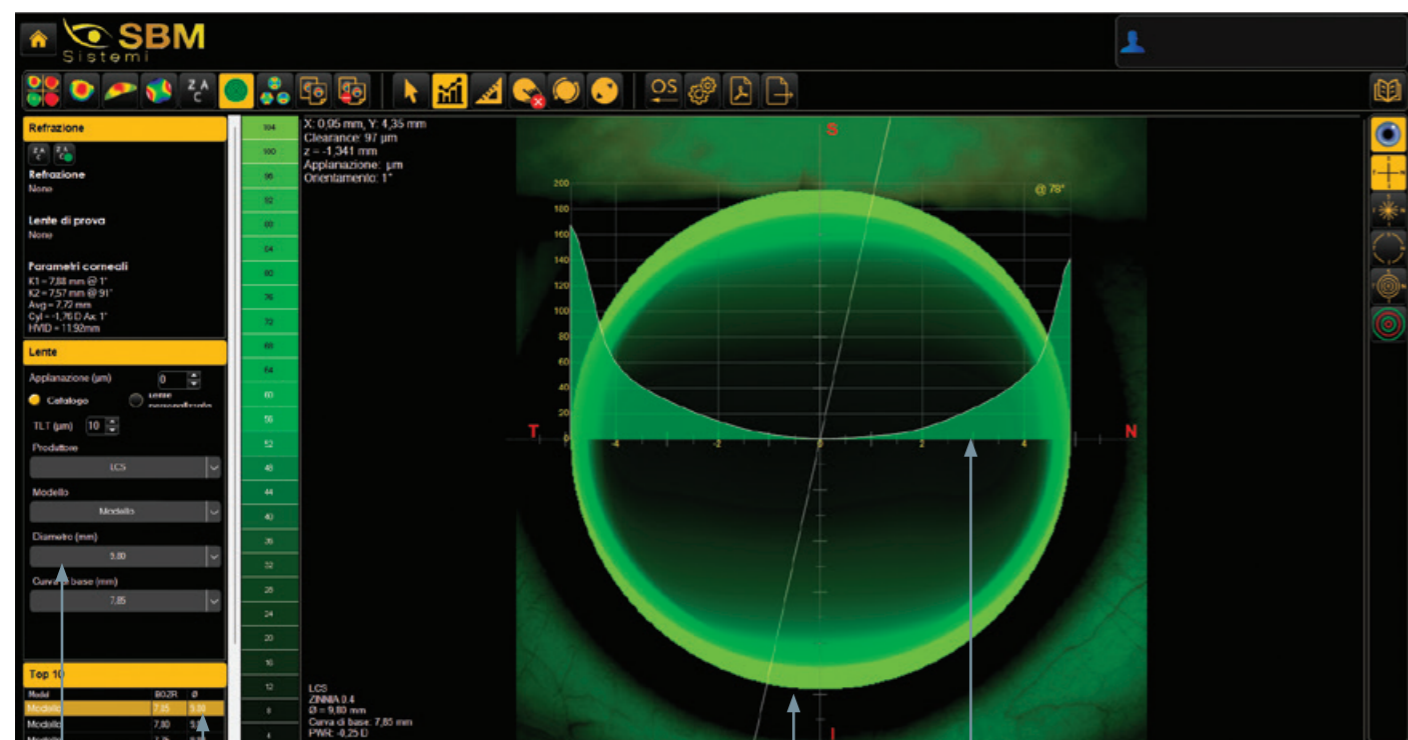 SBM
Sistemi
Z A
C
OS
Refrazione
Z A
C
Z A
C
Refrazione
None
Lente di prova
None
Parametri corneali
K1 = 7,88 mm @ 1°
K2 = 7,57 mm @ 91°
Avg = 7,72 mm
Cyl = -1,76 D Ax: 1°
HVID = 11.92mm
Lente
Applanazione (µm)
0
Catalogo
TLT (µm)
10
Produttore
LCS
Modello
Modello
Diametro (mm)
9.80
Curva di base (mm)
7,85
Top 10
Model BOZR Ø
Modello 7,85 9,80
Modello 7,80
Modello 7,75
104
100
96
92
80
76
72
68
64
60
56
52
48
44
40
36
32
28
24
20
16
12
8
4
X: 0,95 mm, Y: 4,35 mm
Clearance: 97 µm
z = -1,341 mm
Applanazione: µm
Orientamento: 1°
S
@ 78°
200
180
160
140
120
100
80
60
40
20
0
T
-4
-2
0
2
4
N
I
LCS
ZINNIA 0.4
Ø = 9,80 mm
Curva di base: 7,85 mm
PWR: -0,25 D